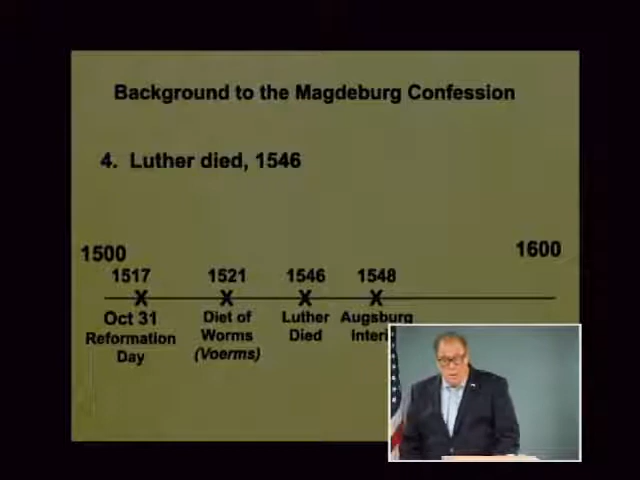 Background to the Magdeburg Confession
4. Luther died, 1546
1500
1600
1517
1521
1546
1548
X X X X
Oct 31
Reformation
Day
Diet of
Worms
(Voerms)
Luther
Died
Augsburg